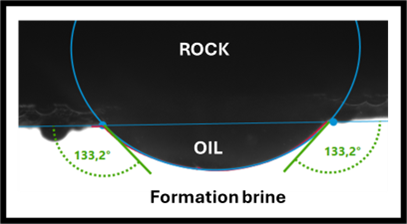 ROCK
OIL
133,2°
133,2°
Formation brine